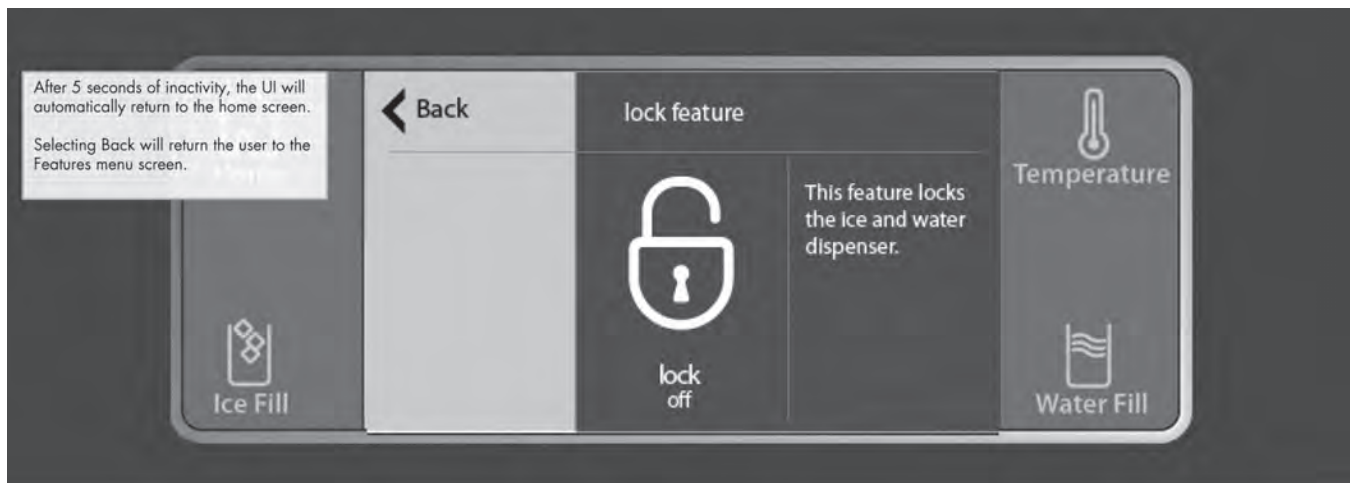 After 5 seconds of inactivity, the UI will
automatically return to the home screen.
Selecting Back will return the user to the
Features menu screen.
Back
lock feature
This feature locks
the ice and water
dispenser.
lock
off
Temperature
Ice Fill
Water Fill